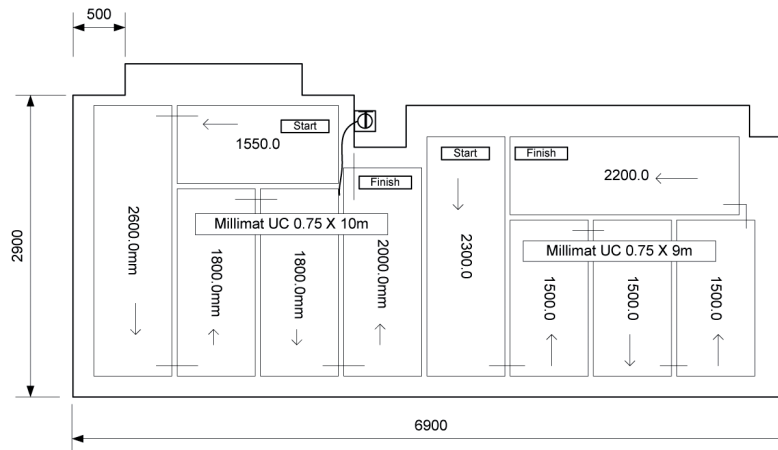 500
Start
1550.0
Start
Finish
2200.0
Finish
2900
2600.0mm
Millimat UC 0.75 X 10m
1800.0mm
1800.0mm
2000.0mm
2300.0
Millimat UC 0.75 X 9m
1500.0
1500.0
1500.0
6900